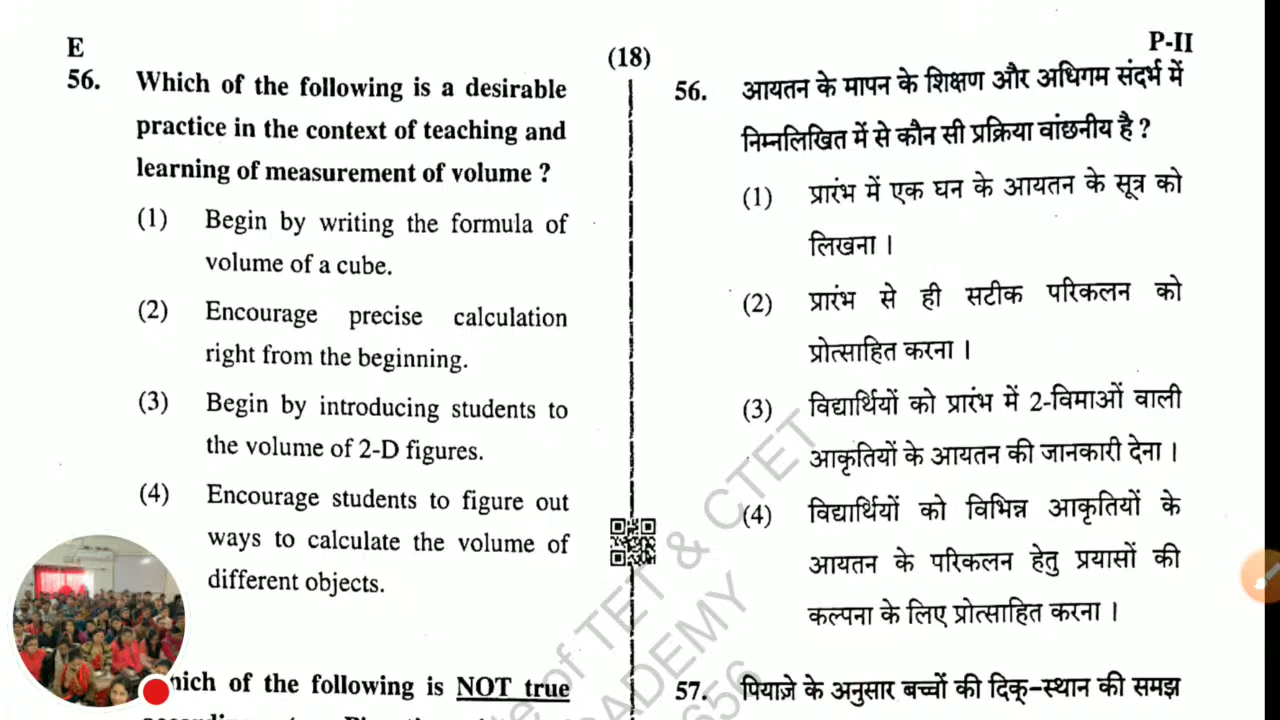 E
(18)
P-II
56. Which of the following is a desirable
practice in the context of teaching and
learning of measurement of volume ?
(1) Begin by writing the formula of
volume of a cube.
(2) Encourage precise calculation
right from the beginning.
(3) Begin by introducing students to
the volume of 2-D figures.
(4) Encourage students to figure out
ways to calculate the volume of
different objects.
hich of the following is NOT true
56. आयतन के मापन के शिक्षण और अधिगम संदर्भ में
निम्नलिखित में से कौन सी प्रक्रिया वांछनीय है ?
(1) प्रारंभ में एक घन के आयतन के सूत्र को
लिखना ।
(2) प्रारंभ से ही सटीक परिकलन को
प्रोत्साहित करना ।
(3) विद्यार्थियों को प्रारंभ में 2-विमाओं वाली
आकृतियों के आयतन की जानकारी देना ।
(4) विद्यार्थियों को विभिन्न आकृतियों के
आयतन के परिकलन हेतु प्रयासों की
कल्पना के लिए प्रोत्साहित करना ।
57. पियाज़े के अनुसार बच्चों की दिक्-स्थान की समझ
of TET & CTET
ADEMY
656